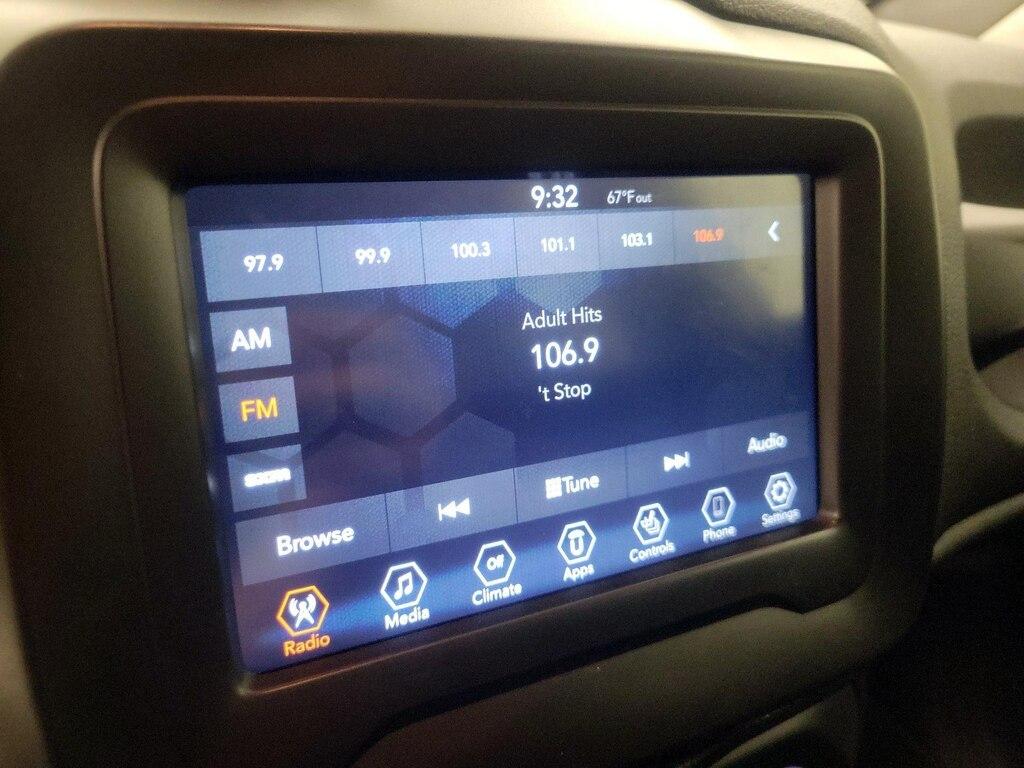 9:32 67°F out
97.9 99.9 100.3 101.1 103.1 106.9
Adult Hits
AM
106.9
't Stop
FM
Browse Tune Audio
Radio Media Off Climate Apps Controls Phone Settings